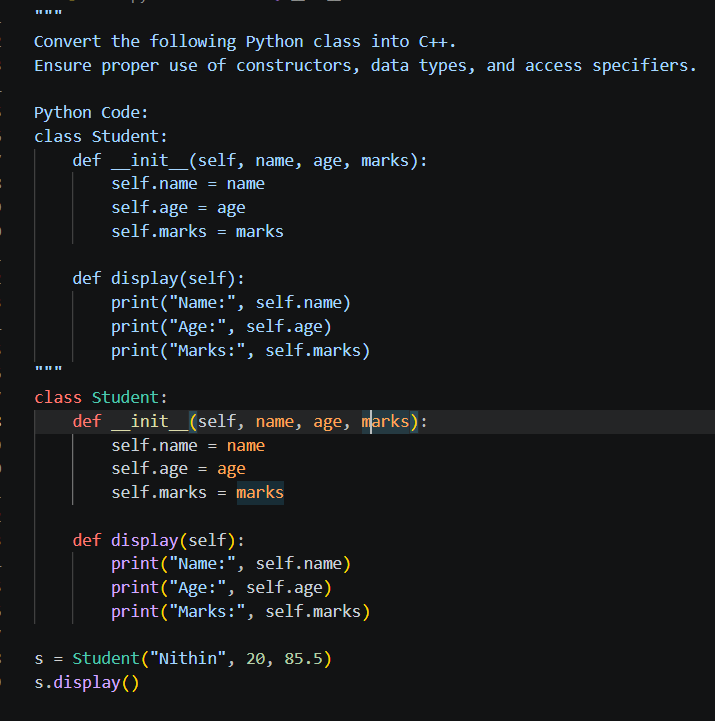 """
Convert the following Python class into C++.
Ensure proper use of constructors, data types, and access specifiers.

Python Code:
class Student:
    def __init__(self, name, age, marks):
        self.name = name
        self.age = age
        self.marks = marks

    def display(self):
        print("Name:", self.name)
        print("Age:", self.age)
        print("Marks:", self.marks)
"""
class Student:
    def __init__(self, name, age, marks):
        self.name = name
        self.age = age
        self.marks = marks

    def display(self):
        print("Name:", self.name)
        print("Age:", self.age)
        print("Marks:", self.marks)

s = Student("Nithin", 20, 85.5)
s.display()